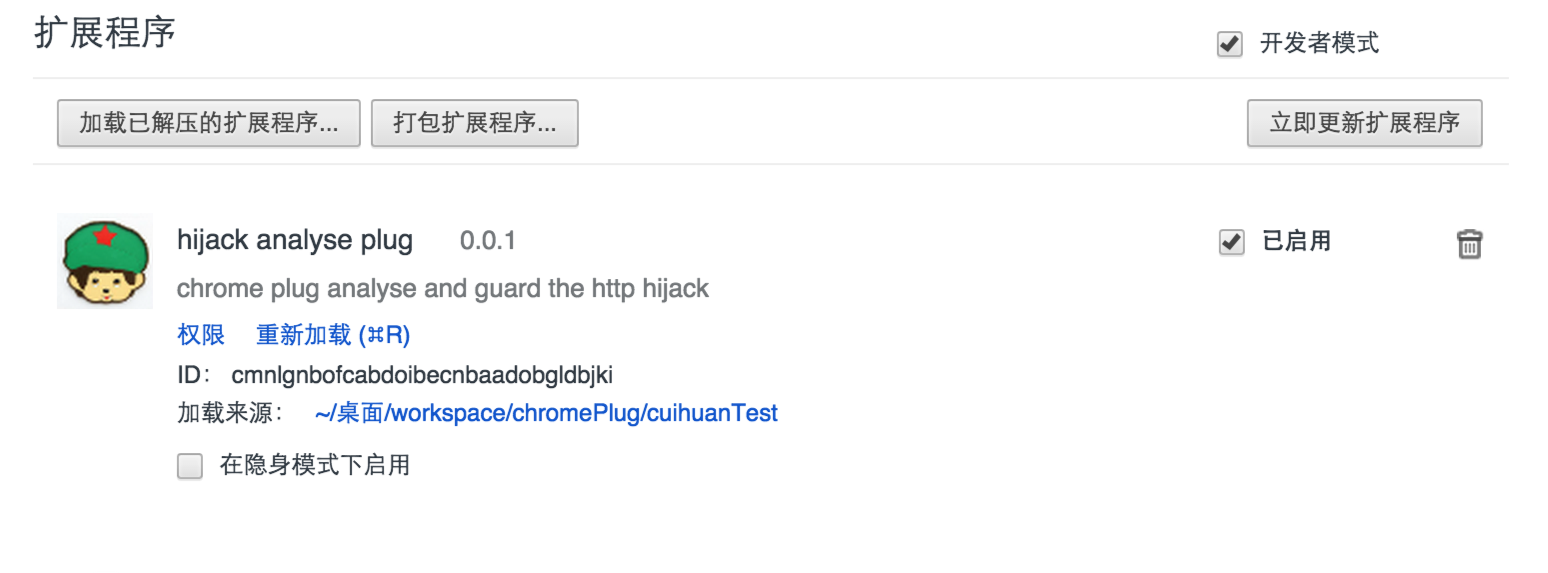 扩展程序
开发者模式
加载已解压的扩展程序... 打包扩展程序... 立即更新扩展程序
hijack analyse plug 0.0.1 已启用
chrome plug analyse and guard the http hijack
权限 重新加载 (⌘R)
ID： cmnlgnbofcabdoibecnbaadobgldbjki
加载来源： ~/桌面/workspace/chromePlug/cuihuanTest
在隐身模式下启用